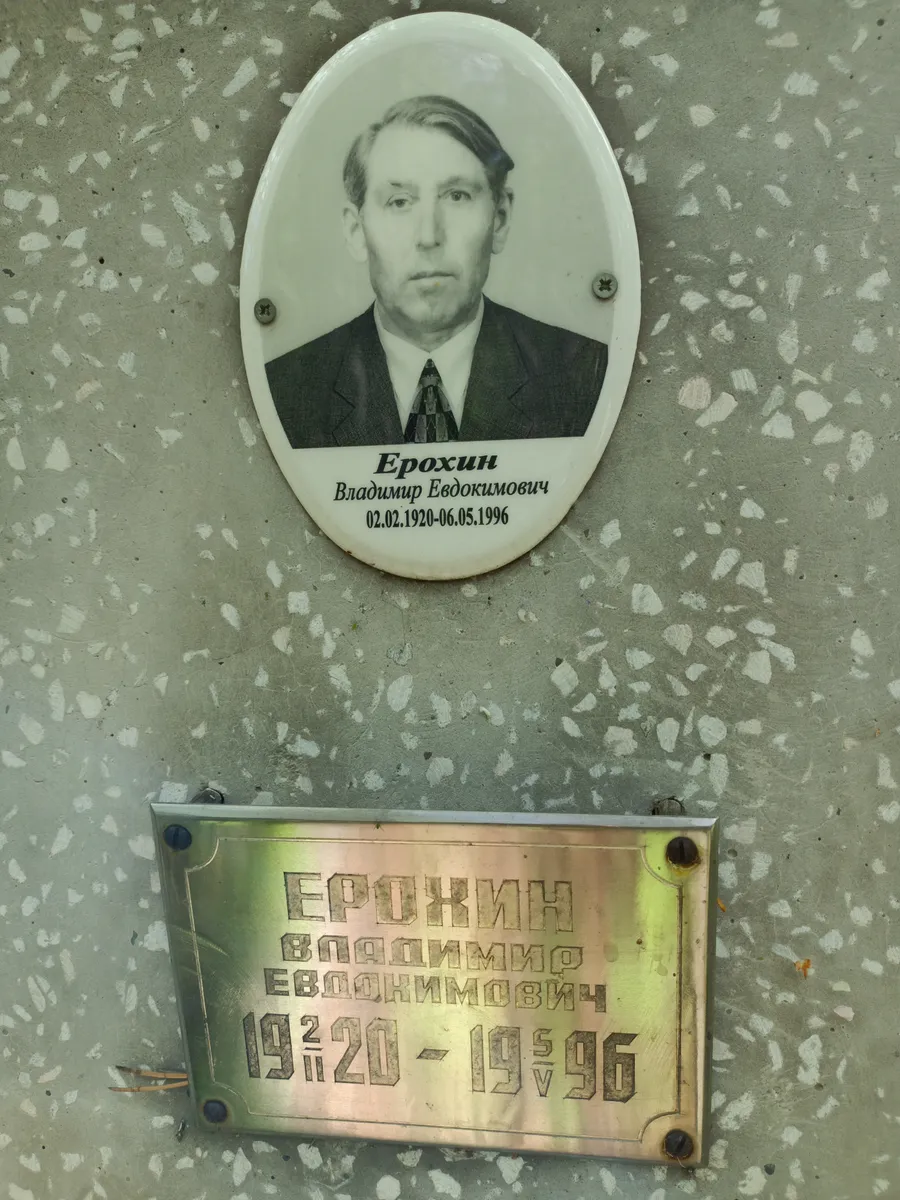 Ерохин
Владимир Евдокимович
02.02.1920-06.05.1996
ЕРОХИН
ВЛАДИМИР
ЕВДОКИМОВИЧ
19 2/II 20 - 19 5/V 96